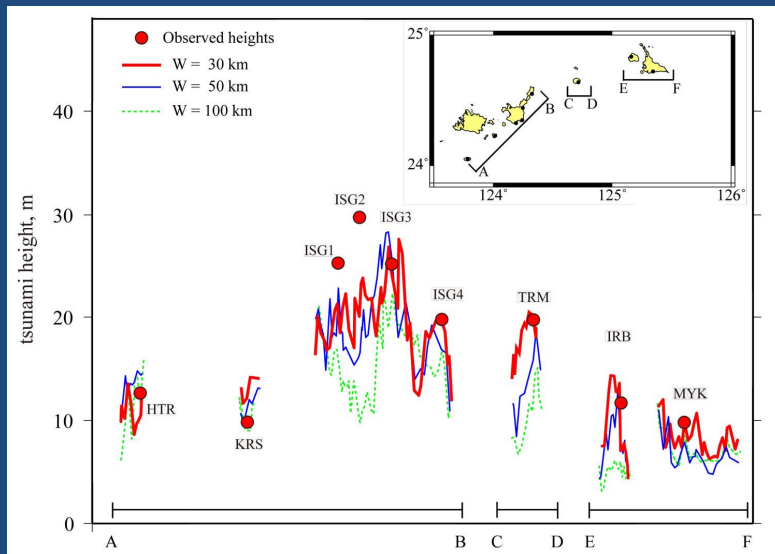 Observed heights
W = 30 km
W = 50 km
W = 100 km
tsunami height, m
40
30
20
10
0
25°
24°
124°
125°
126°
A
B
C
D
E
F
HTR
KRS
ISG1
ISG2
ISG3
ISG4
TRM
IRB
MYK
A
B
C
D
E
F